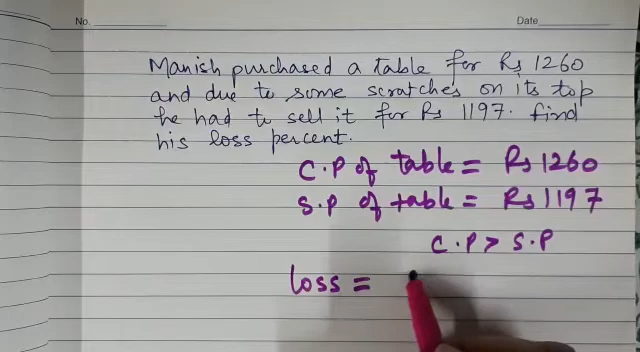 No.
Date
Manish purchased a table for Rs 1260
and due to some scratches on its top
he had to sell it for Rs 1197. find
his loss percent.
C.P of table = Rs 1260
S.P of table = Rs 1197
C.P > S.P
loss =